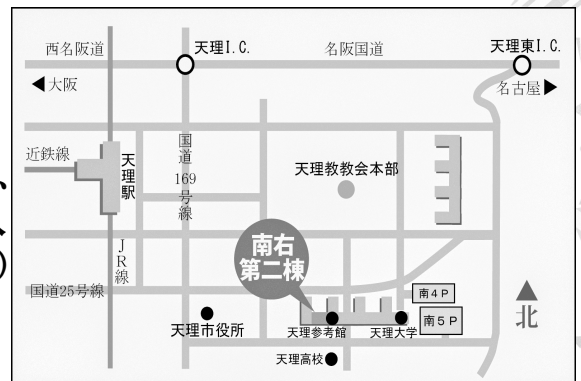 西名阪道
天理I.C.
名阪国道
天理東I.C.
◀大阪
名古屋▶
近鉄線
天理駅
国道169号線
天理教教会本部
JR線
南右
第二棟
国道25号線
南4P
南5P
北
天理市役所
天理参考館
天理大学
天理高校